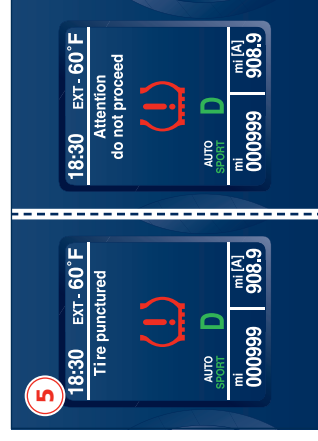 5
18:30 EXT - 60°F
Tire punctured
AUTO
SPORT
D
mi
000999
mi [A]
908.9
18:30 EXT - 60°F
Attention
do not proceed
AUTO
SPORT
D
mi
000999
mi [A]
908.9